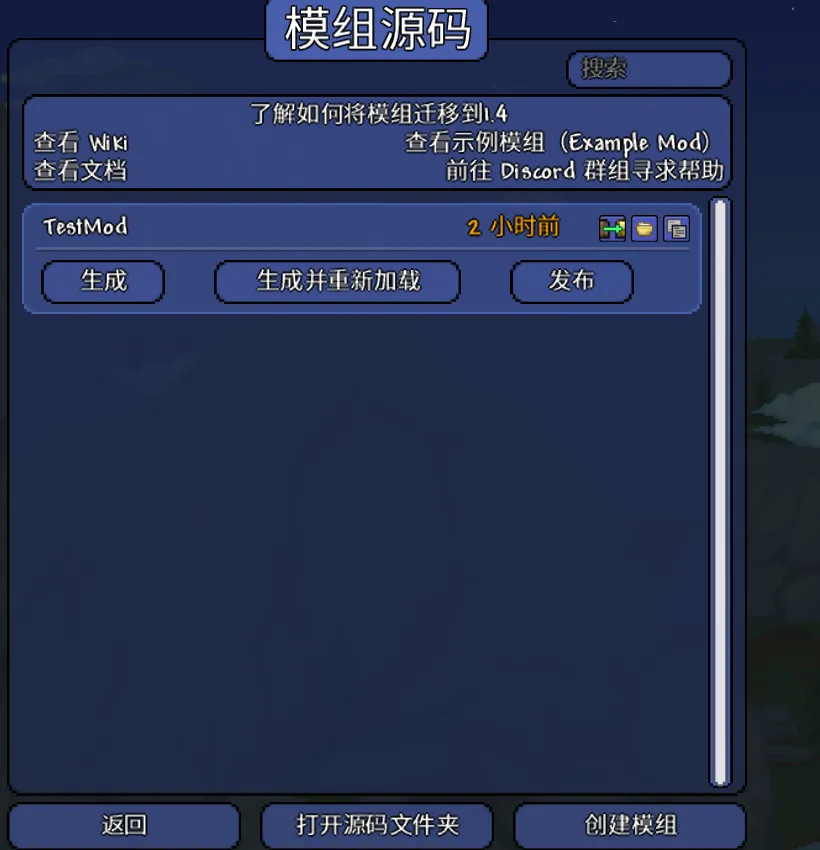 模组源码
搜索
了解如何将模组迁移到1.4
查看 Wiki
查看示例模组（Example Mod）
查看文档
前往 Discord 群组寻求帮助
TestMod
2 小时前
生成
生成并重新加载
发布
返回
打开源码文件夹
创建模组